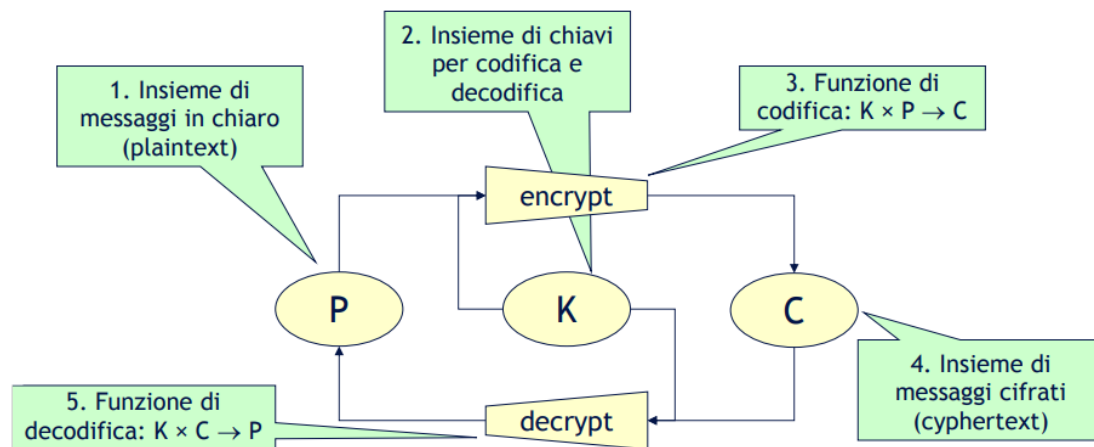 1. Insieme di
messaggi in chiaro
(plaintext)
2. Insieme di chiavi
per codifica e
decodifica
3. Funzione di
codifica: K × P → C
encrypt
P
K
C
4. Insieme di
messaggi cifrati
(cyphertext)
5. Funzione di
decodifica: K × C → P
decrypt